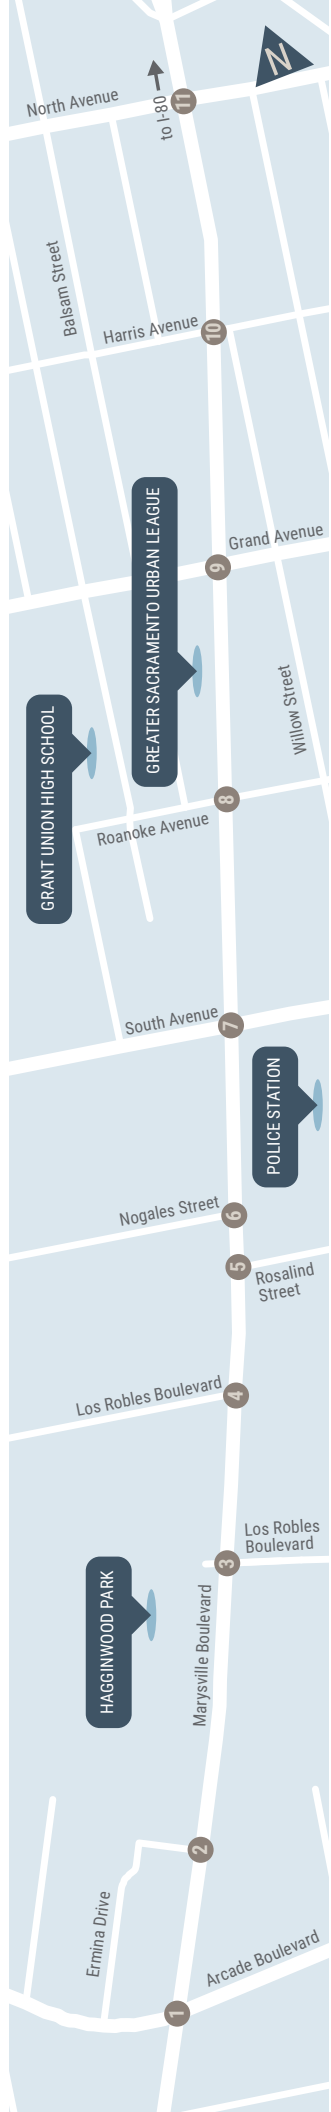 North Avenue
to I-80
N
11
Balsam Street
Harris Avenue
10
GREATER SACRAMENTO URBAN LEAGUE
Grand Avenue
9
Willow Street
GRANT UNION HIGH SCHOOL
Roanoke Avenue
8
South Avenue
7
POLICE STATION
Nogales Street
6
5
Rosalind
Street
Los Robles Boulevard
4
Los Robles
Boulevard
3
HAGGINWOOD PARK
Marysville Boulevard
2
Ermina Drive
Arcade Boulevard
1